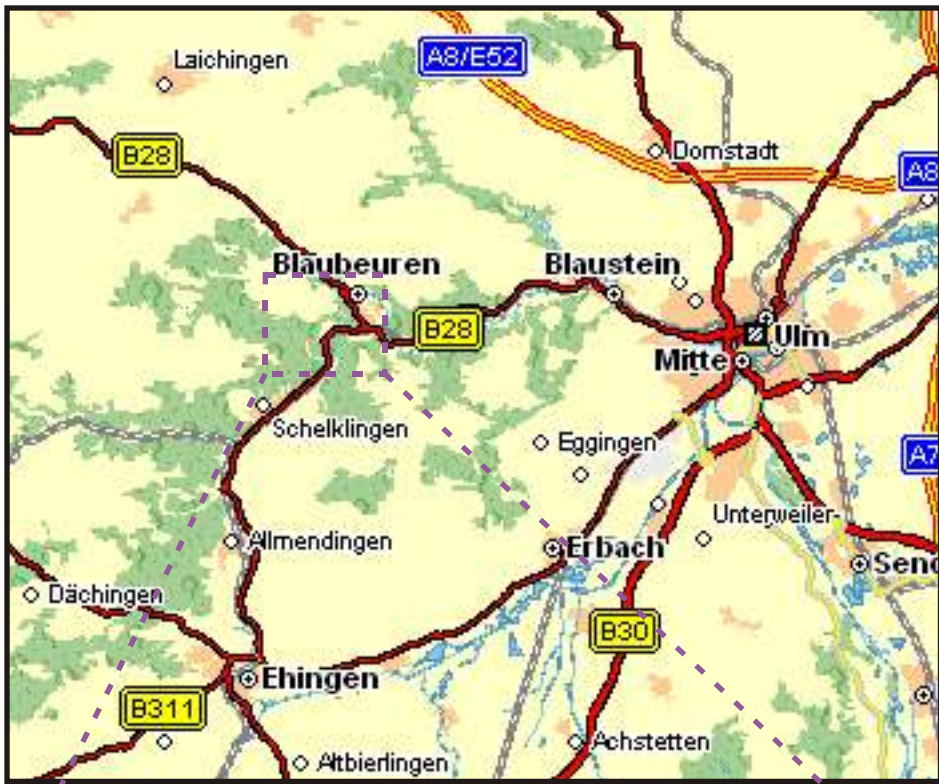 Laichingen
A8/E52
B28
Dornstadt
A8
Blaubeuren
Blaustein
B28
Ulm
Mitte
Schelklingen
Eggingen
A7
Unterweiler-
Allmendingen
Erbach
Send
Dächingen
B30
Ehingen
B311
Achstetten
Altbierlingen